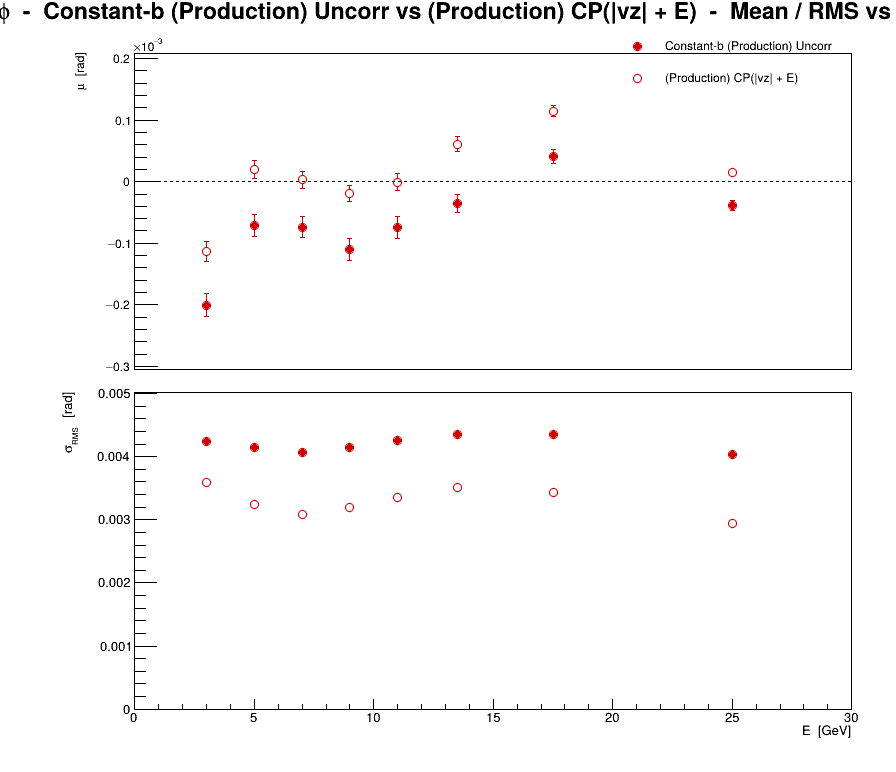 ϕ - Constant-b (Production) Uncorr vs (Production) CP(|vz| + E) - Mean / RMS vs
×10⁻³
μ [rad]
Constant-b (Production) Uncorr
(Production) CP(|vz| + E)
0.2
0.1
0
−0.1
−0.2
−0.3
σRMS [rad]
0.005
0.004
0.003
0.002
0.001
0
0 5 10 15 20 25 30
E [GeV]